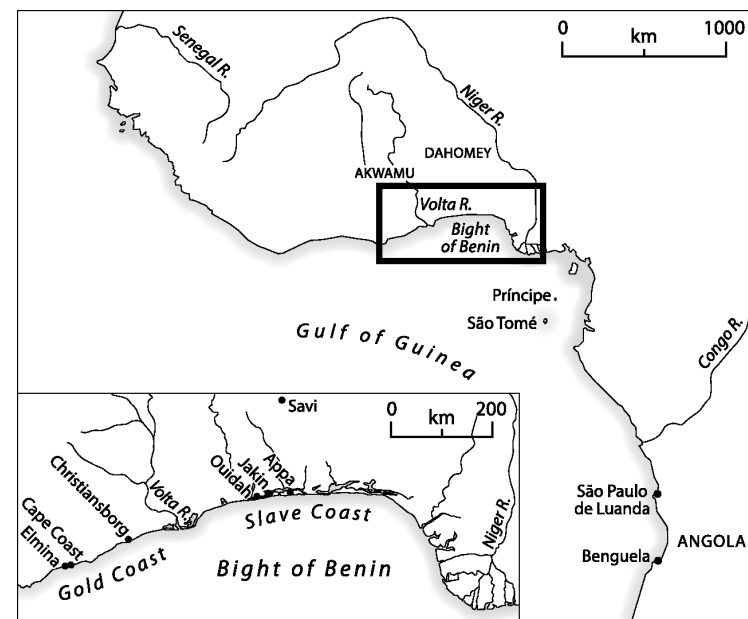 0 1000
km
Senegal R.
Niger R.
DAHOMEY
AKWAMU
Volta R.
Bight
of Benin
Príncipe
São Tomé
Gulf of Guinea
Congo R.
São Paulo
de Luanda
ANGOLA
Benguela
0 200
km
Savi
Appa
Jakin
Ouidah
Christiansborg
Volta R.
Cape Coast
Elmina
Slave Coast
Gold Coast
Niger R.
Bight of Benin